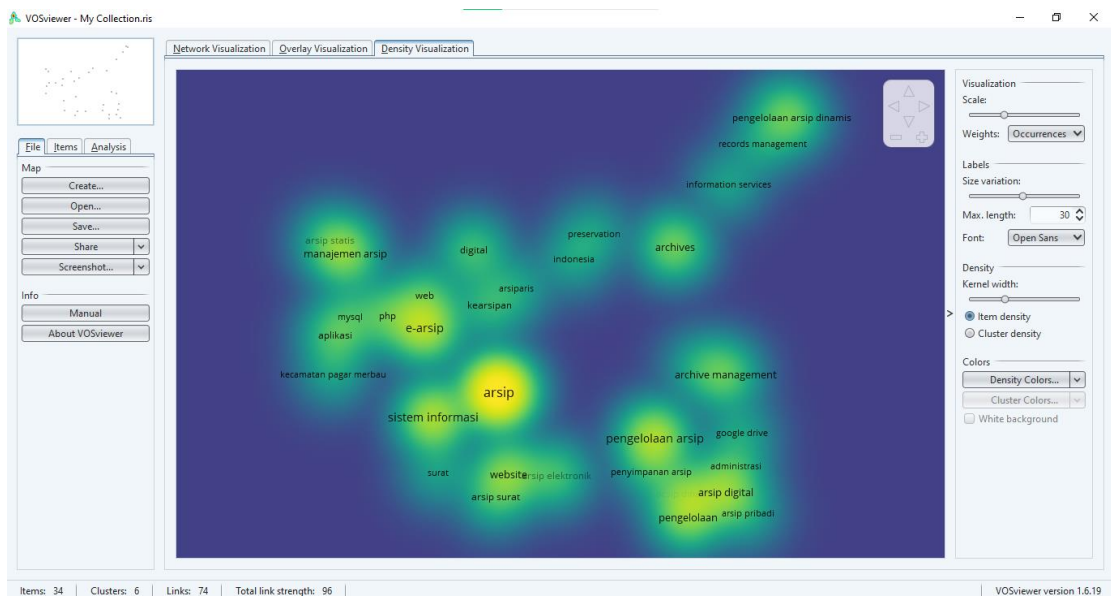 VOSviewer - My Collection.ris
Network Visualization
Overlay Visualization
Density Visualization
File
Items
Analysis
Map
Create...
Open...
Save...
Share
Screenshot...
Info
Manual
About VOSviewer
pengelolaan arsip dinamis
records management
information services
preservation
archives
indonesia
arsip statis
manajemen arsip
digital
arsiparis
kearsipan
web
mysql
php
e-arsip
aplikasi
kecamatan pagar merbau
arsip
sistem informasi
surat
website
arsip elektronik
arsip surat
archive management
pengelolaan arsip
google drive
penyimpanan arsip
administrasi
arsip digital
pengelolaan
arsip pribadi
Visualization
Scale:
Weights: Occurrences
Labels
Size variation:
Max. length: 30
Font: Open Sans
Density
Kernel width:
Item density
Cluster density
Colors
Density Colors...
Cluster Colors...
White background
>
Items: 34
Clusters: 6
Links: 74
Total link strength: 96
VOSviewer version 1.6.19